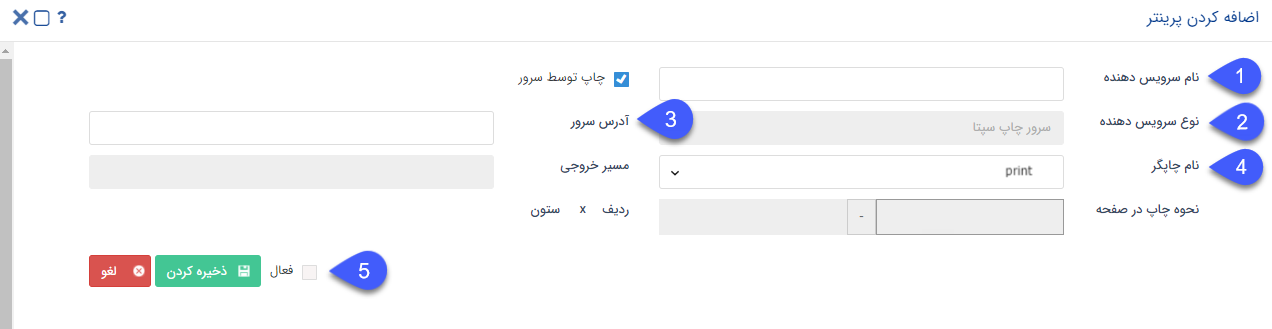 اضافه کردن پرینتر ?
1 نام سرویس دهنده چاپ توسط سرور
2 نوع سرویس دهنده سرور چاپ سپتا 3 آدرس سرور
4 نام چاپگر print مسیر خروجی
نحوه چاپ در صفحه - ردیف x ستون
5 فعال ذخیره کردن لغو